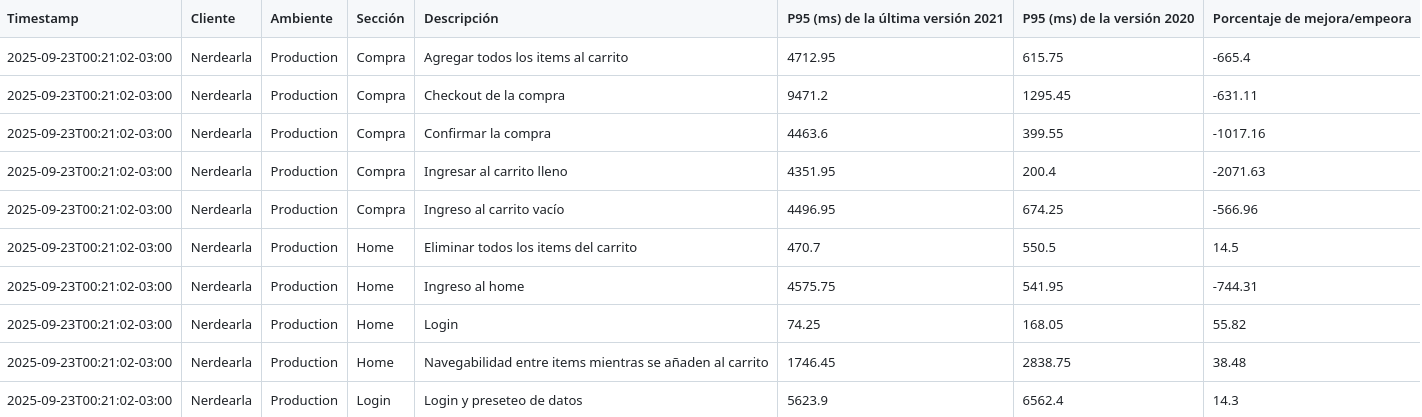 Timestamp Cliente Ambiente Sección Descripción P95 (ms) de la última versión 2021 P95 (ms) de la versión 2020 Porcentaje de mejora/empeora
2025-09-23T00:21:02-03:00 Nerdearla Production Compra Agregar todos los items al carrito 4712.95 615.75 -665.4
2025-09-23T00:21:02-03:00 Nerdearla Production Compra Checkout de la compra 9471.2 1295.45 -631.11
2025-09-23T00:21:02-03:00 Nerdearla Production Compra Confirmar la compra 4463.6 399.55 -1017.16
2025-09-23T00:21:02-03:00 Nerdearla Production Compra Ingresar al carrito lleno 4351.95 200.4 -2071.63
2025-09-23T00:21:02-03:00 Nerdearla Production Compra Ingreso al carrito vacío 4496.95 674.25 -566.96
2025-09-23T00:21:02-03:00 Nerdearla Production Home Eliminar todos los items del carrito 470.7 550.5 14.5
2025-09-23T00:21:02-03:00 Nerdearla Production Home Ingreso al home 4575.75 541.95 -744.31
2025-09-23T00:21:02-03:00 Nerdearla Production Home Login 74.25 168.05 55.82
2025-09-23T00:21:02-03:00 Nerdearla Production Home Navegabilidad entre items mientras se añaden al carrito 1746.45 2838.75 38.48
2025-09-23T00:21:02-03:00 Nerdearla Production Login Login y preseteo de datos 5623.9 6562.4 14.3